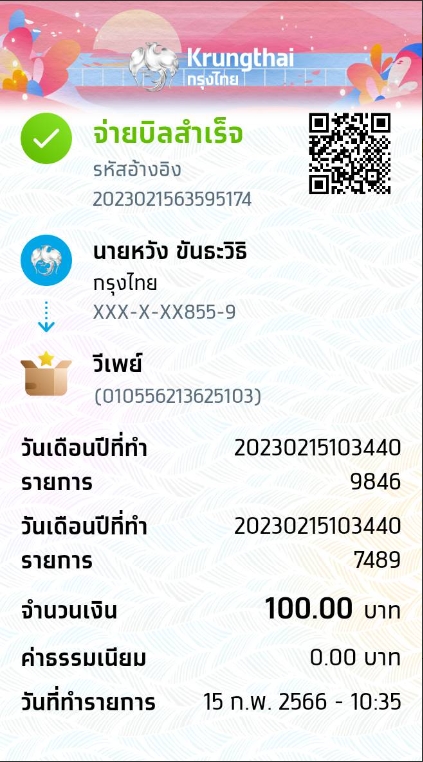 Krungthai
กรุงไทย
จ่ายบิลสำเร็จ
รหัสอ้างอิง
2023021563595174
นายหวัง ขันธะวิธิ
กรุงไทย
XXX-X-XX855-9
วีเพย์
(010556213625103)
วันเดือนปีที่ทำ 20230215103440
รายการ 9846
วันเดือนปีที่ทำ 20230215103440
รายการ 7489
จำนวนเงิน 100.00 บาท
ค่าธรรมเนียม 0.00 บาท
วันที่ทำรายการ 15 ก.พ. 2566 - 10:35